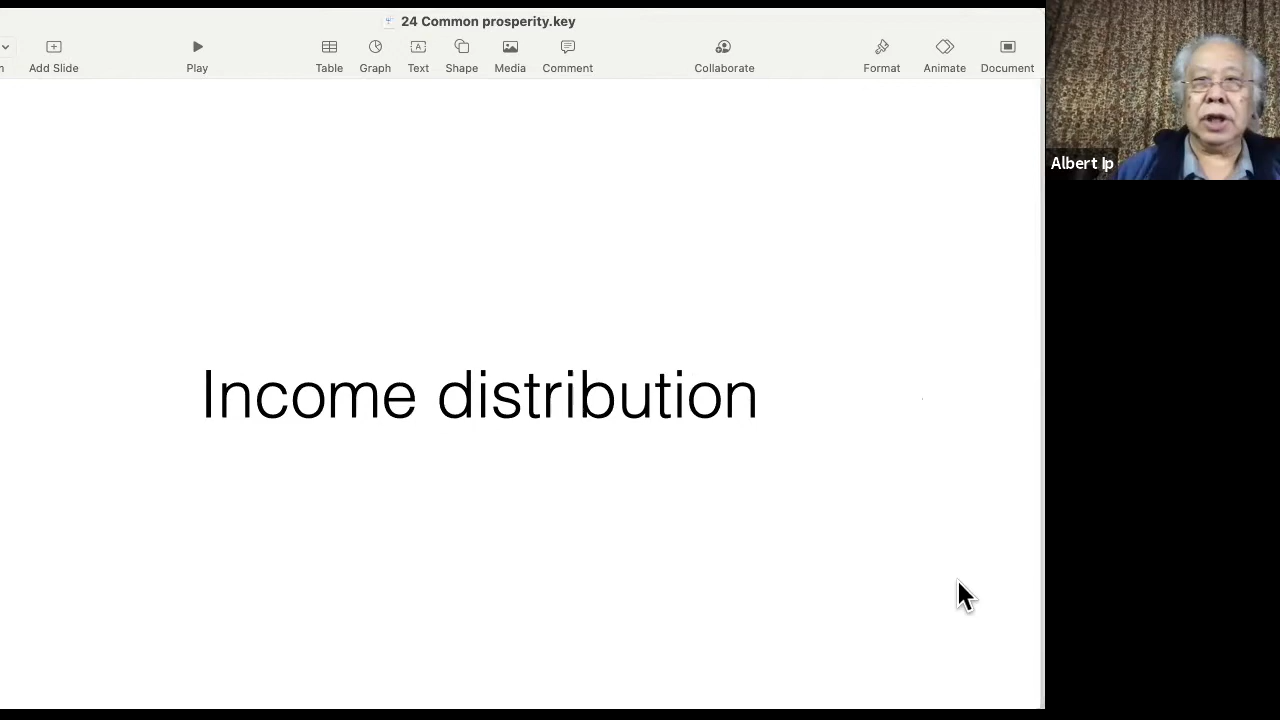 24 Common prosperity.key
Add Slide
Play
Table
Graph
Text
Shape
Media
Comment
Collaborate
Format
Animate
Document
Albert Ip
Income distribution